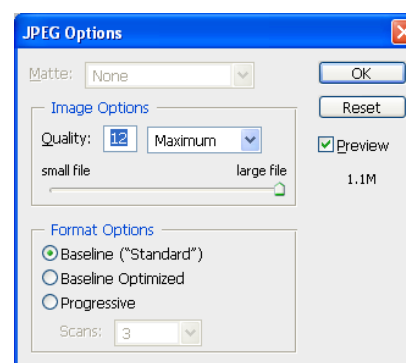 JPEG Options
Matte: None
OK
Image Options
Reset
Quality: 12 Maximum
Preview
small file large file
1.1M
Format Options
Baseline ("Standard")
Baseline Optimized
Progressive
Scans: 3